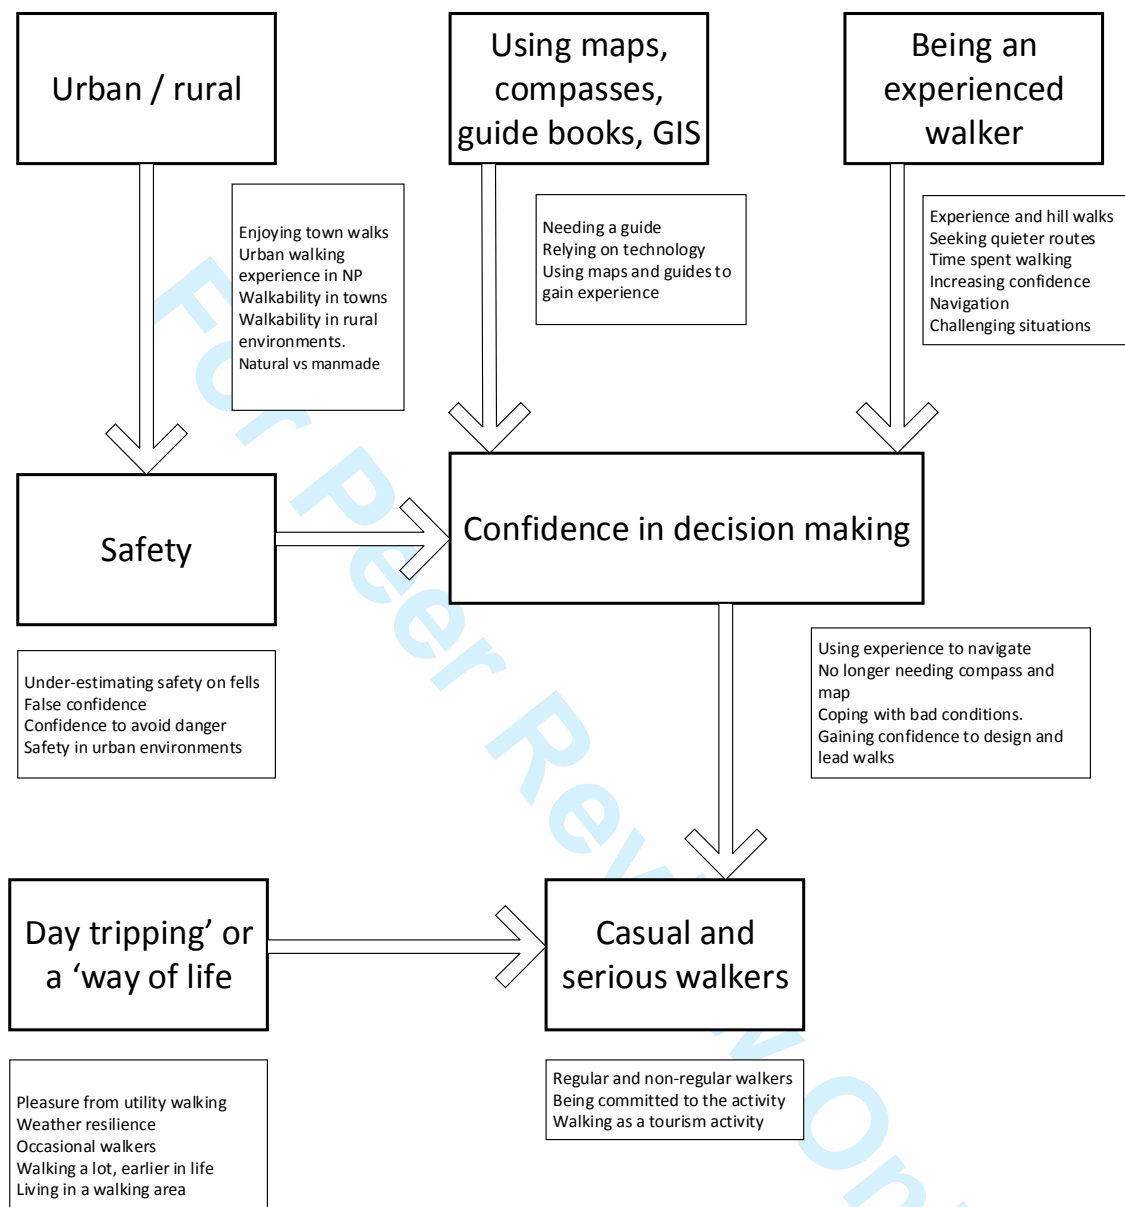 Urban / rural
Using maps,
compasses,
guide books, GIS
Being an
experienced
walker
Enjoying town walks
Urban walking
experience in NP
Walkability in towns
Walkability in rural
environments.
Natural vs manmade
Needing a guide
Relying on technology
Using maps and guides to
gain experience
Experience and hill walks
Seeking quieter routes
Time spent walking
Increasing confidence
Navigation
Challenging situations
Safety
Confidence in decision making
Under-estimating safety on fells
False confidence
Confidence to avoid danger
Safety in urban environments
Using experience to navigate
No longer needing compass and
map
Coping with bad conditions.
Gaining confidence to design and
lead walks
Day tripping’ or
a ‘way of life
Casual and
serious walkers
Pleasure from utility walking
Weather resilience
Occasional walkers
Walking a lot, earlier in life
Living in a walking area
Regular and non-regular walkers
Being committed to the activity
Walking as a tourism activity
For Peer Review On